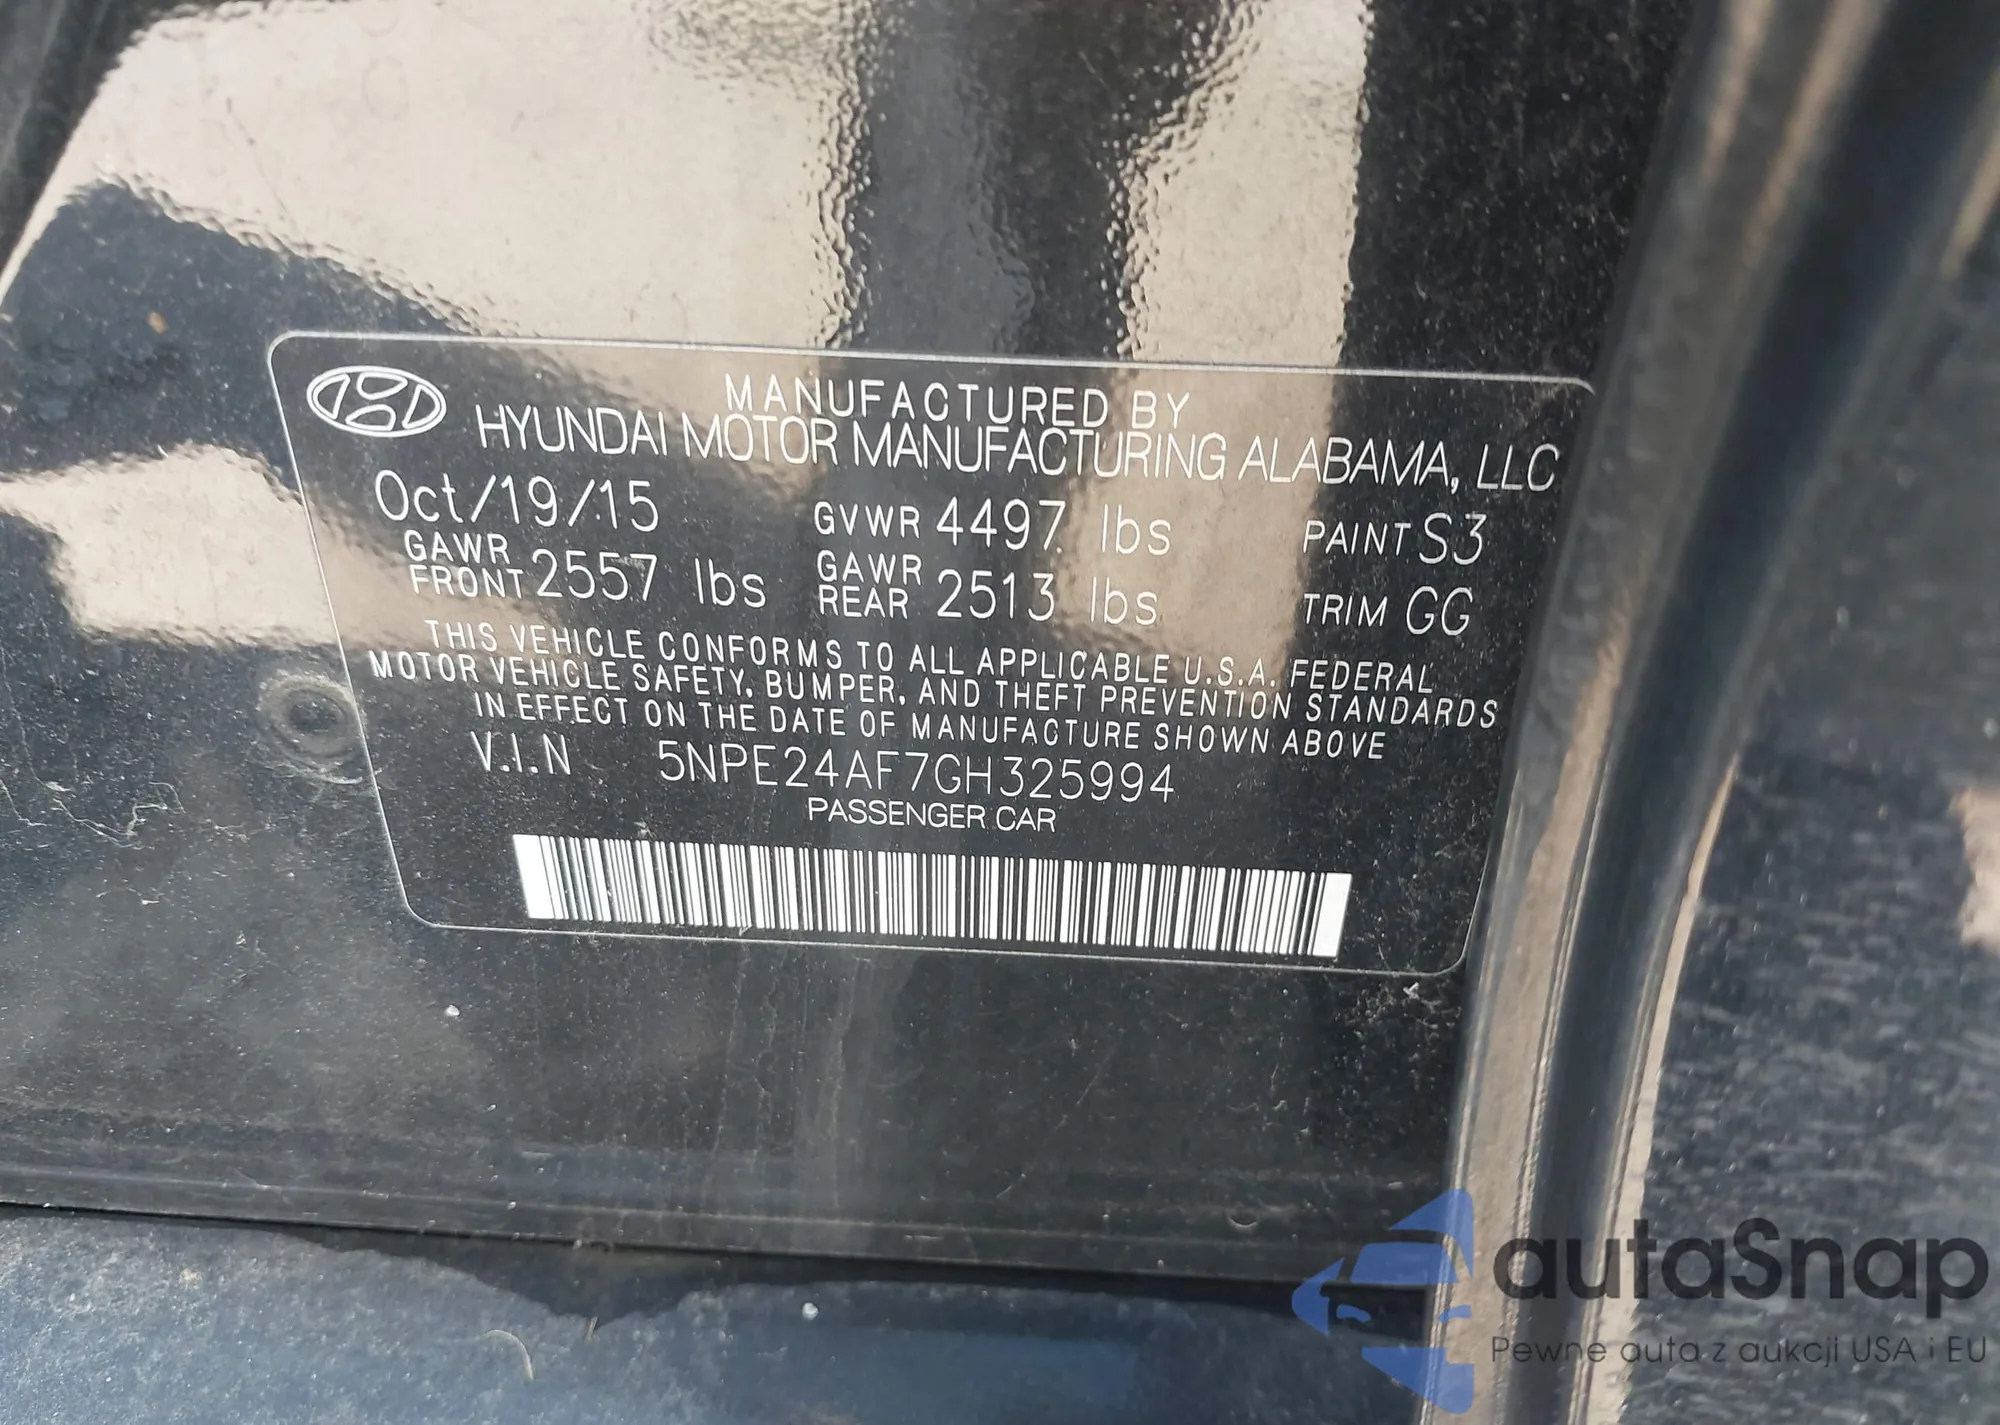 MANUFACTURED BY
HYUNDAI MOTOR MANUFACTURING ALABAMA, LLC
Oct/19/15 GVWR 4497 lbs PAINT S3
GAWR FRONT 2557 lbs GAWR REAR 2513 lbs TRIM GG
THIS VEHICLE CONFORMS TO ALL APPLICABLE U.S.A. FEDERAL
MOTOR VEHICLE SAFETY, BUMPER, AND THEFT PREVENTION STANDARDS
IN EFFECT ON THE DATE OF MANUFACTURE SHOWN ABOVE
V.I.N 5NPE24AF7GH325994
PASSENGER CAR
autaSnap
Pewne auta z aukcji USA i EU